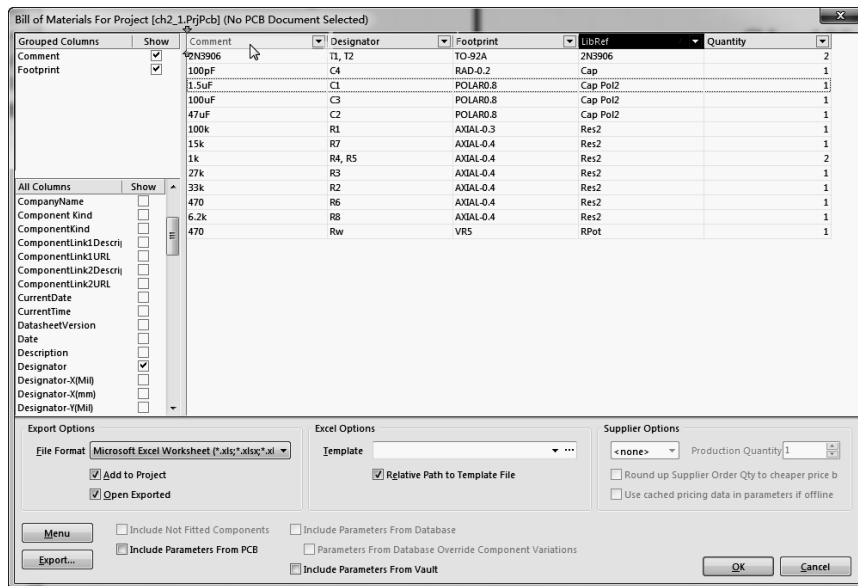 Bill of Materials For Project [ch2_1.PrjPcb] (No PCB Document Selected)
Grouped Columns Show
Comment
Footprint
All Columns Show
CompanyName
Component Kind
ComponentKind
ComponentLink1Descri
ComponentLink1URL
ComponentLink2Descri
ComponentLink2URL
CurrentDate
CurrentTime
DatasheetVersion
Date
Description
Designator
Designator-X(Mil)
Designator-X(mm)
Designator-Y(Mil)
Comment Designator Footprint LibRef Quantity
2N3906 T1, T2 TO-92A 2N3906 2
100pF C4 RAD-0.2 Cap 1
1.5uF C1 POLAR0.8 Cap Pol2 1
100uF C3 POLAR0.8 Cap Pol2 1
47uF C2 POLAR0.8 Cap Pol2 1
100k R1 AXIAL-0.3 Res2 1
15k R7 AXIAL-0.4 Res2 1
1k R4, R5 AXIAL-0.4 Res2 2
27k R3 AXIAL-0.4 Res2 1
33k R2 AXIAL-0.4 Res2 1
470 R6 AXIAL-0.4 Res2 1
6.2k R8 AXIAL-0.4 Res2 1
470 Rw VR5 RPot 1
Export Options
File Format Microsoft Excel Worksheet (*.xls;*.xlsx;*.xl
Add to Project
Open Exported
Excel Options
Template ...
Relative Path to Template File
Supplier Options
<none> Production Quantity 1
Round up Supplier Order Qty to cheaper price b
Use cached pricing data in parameters if offline
Menu
Export...
Include Not Fitted Components
Include Parameters From PCB
Include Parameters From Database
Parameters From Database Override Component Variations
Include Parameters From Vault
OK Cancel